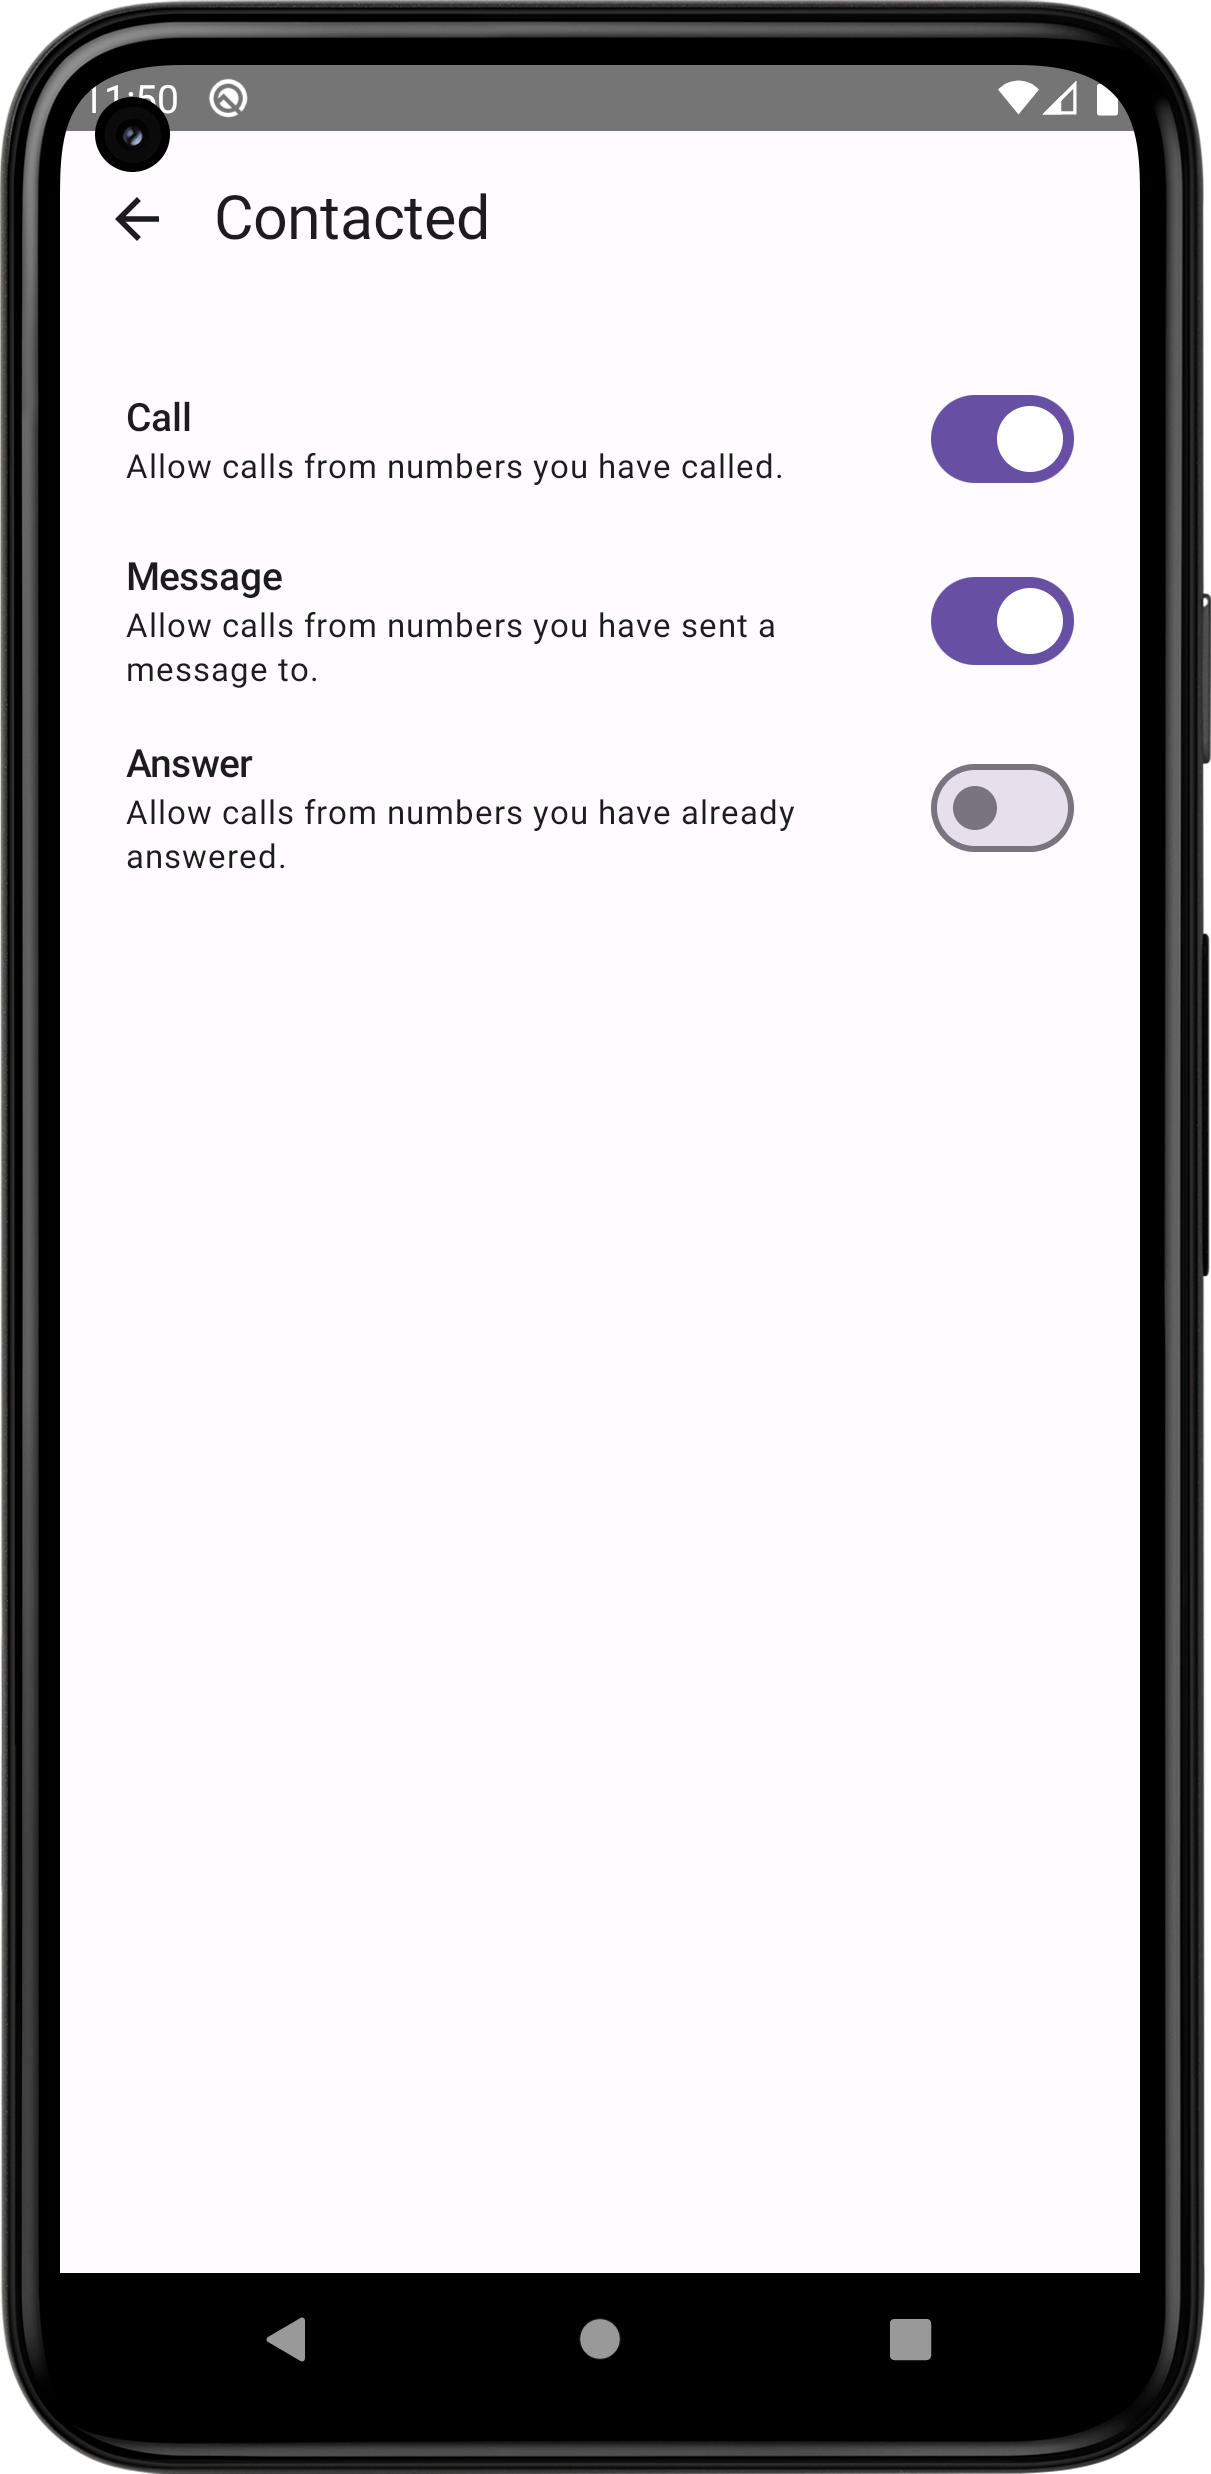 11:50
Contacted
Call
Allow calls from numbers you have called.
Message
Allow calls from numbers you have sent a
message to.
Answer
Allow calls from numbers you have already
answered.